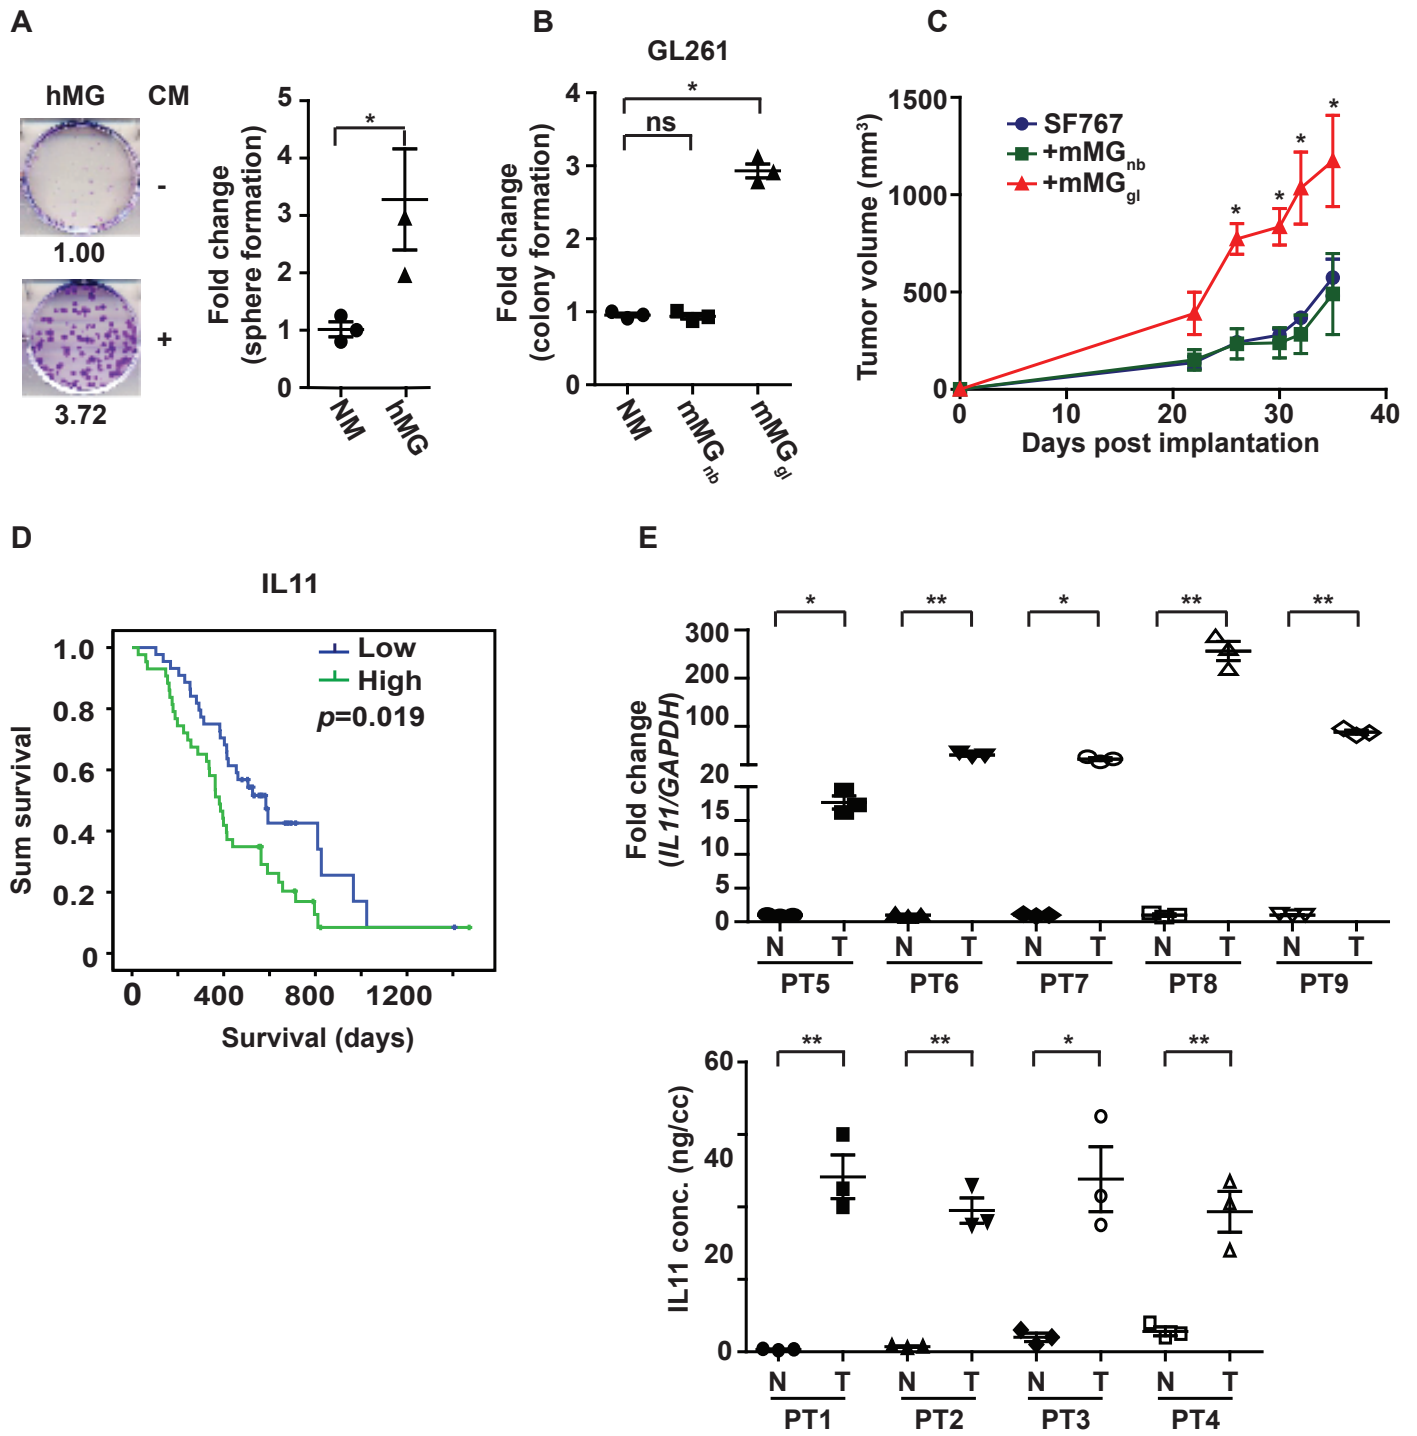 A
hMG CM
-
1.00
+
3.72
Fold change
(sphere formation)
5
4
3
2
1
0
*
NM
hMG
B
GL261
Fold change
(colony formation)
4
3
2
1
0
*
ns
NM
mMGnb
mMGgl
C
Tumor volume (mm³)
1500
1000
500
0
SF767
+mMGnb
+mMGgl
* * * *
0 10 20 30 40
Days post implantation
D
IL11
Sum survival
1.0
0.8
0.6
0.4
0.2
0
Low
High
p=0.019
0 400 800 1200
Survival (days)
E
Fold change
(IL11/GAPDH)
* ** * ** **
300
200
100
20
15
10
5
0
N T N T N T N T N T
PT5 PT6 PT7 PT8 PT9
IL11 conc. (ng/cc)
** ** * **
60
40
20
0
N T N T N T N T
PT1 PT2 PT3 PT4